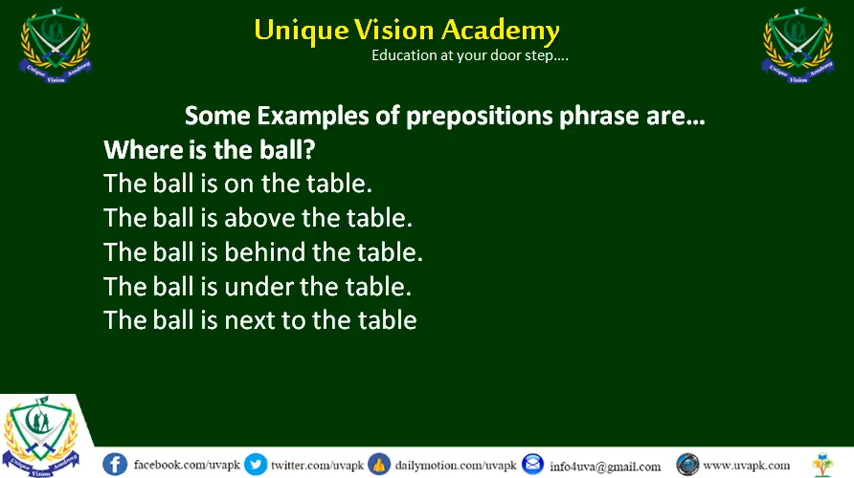 Unique Vision Academy
Education at your door step....
Some Examples of prepositions phrase are...
Where is the ball?
The ball is on the table.
The ball is above the table.
The ball is behind the table.
The ball is under the table.
The ball is next to the table
facebook.com/uvapk twitter.com/uvapk dailymotion.com/uvapk info4uva@gmail.com www.uvapk.com
Unique Vision Academy